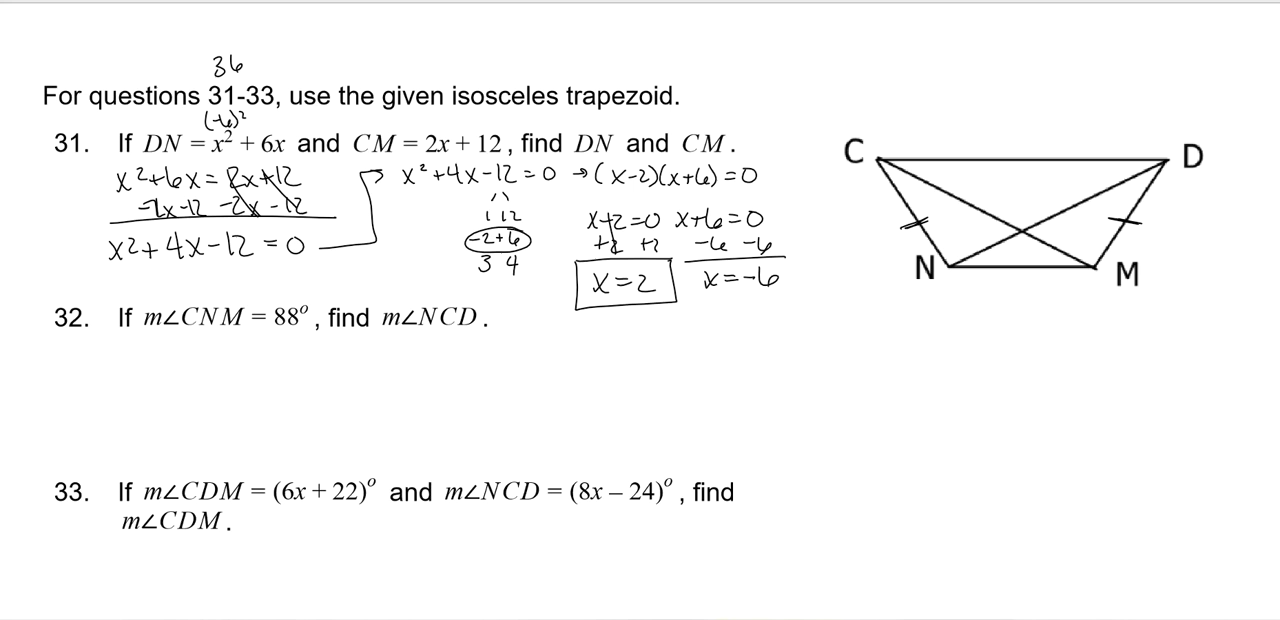 36
For questions 31-33, use the given isosceles trapezoid.
(-6)²
31. If DN = x² + 6x and CM = 2x + 12, find DN and CM.
x²+6x = 2x+12
-2x-12 -2x-12
x²+4x-12=0
x²+4x-12=0 → (x-2)(x+6)=0
1 12
-2+6
3 4
x+2=0 x+6=0
+2 +2 -6 -6
x=2 x=-6
C
D
N
M
32. If m∠CNM = 88°, find m∠NCD.
33. If m∠CDM = (6x + 22)° and m∠NCD = (8x – 24)°, find
m∠CDM.